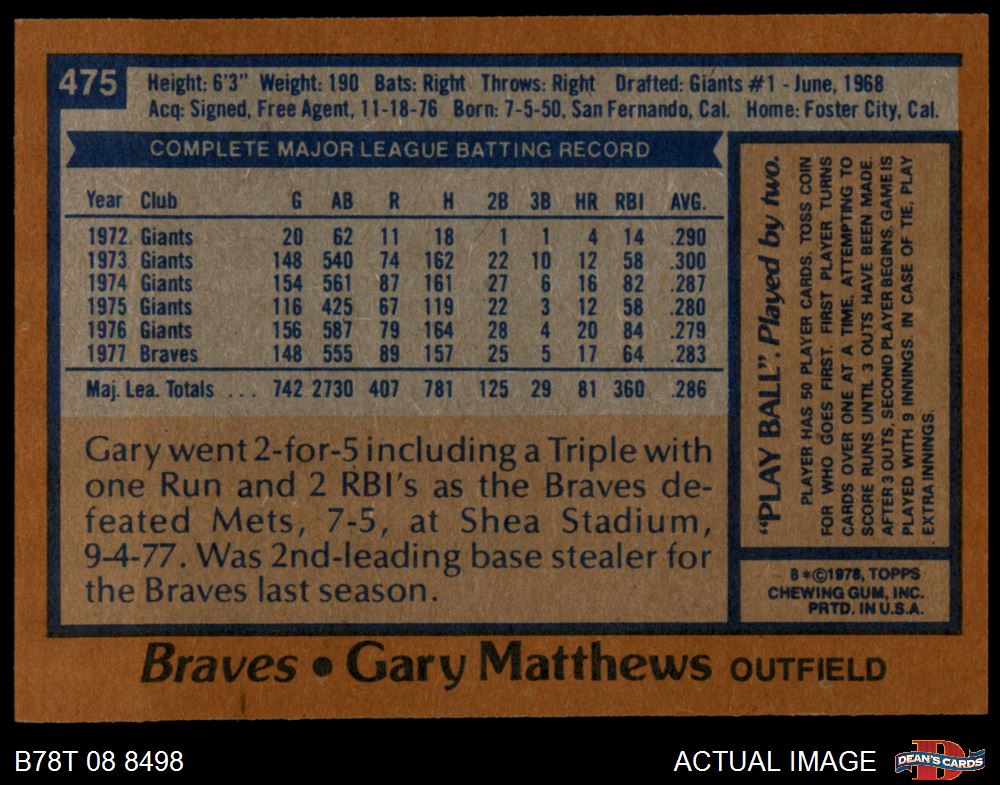 475
Height: 6'3" Weight: 190 Bats: Right Throws: Right Drafted: Giants #1 - June, 1968
Acq: Signed, Free Agent, 11-18-76 Born: 7-5-50, San Fernando, Cal. Home: Foster City, Cal.
COMPLETE MAJOR LEAGUE BATTING RECORD
Year Club G AB R H 2B 3B HR RBI AVG.
1972 Giants 20 62 11 18 1 1 4 14 .290
1973 Giants 148 540 74 162 22 10 12 58 .300
1974 Giants 154 561 87 161 27 6 16 82 .287
1975 Giants 116 425 67 119 22 3 12 58 .280
1976 Giants 156 587 79 164 28 4 20 84 .279
1977 Braves 148 555 89 157 25 5 17 64 .283
Maj. Lea. Totals ... 742 2730 407 781 125 29 81 360 .286
Gary went 2-for-5 including a Triple with
one Run and 2 RBI's as the Braves de-
feated Mets, 7-5, at Shea Stadium,
9-4-77. Was 2nd-leading base stealer for
the Braves last season.
"PLAY BALL". Played by two.
PLAYER HAS 50 PLAYER CARDS. TOSS COIN
FOR WHO GOES FIRST. FIRST PLAYER TURNS
CARDS OVER ONE AT A TIME, ATTEMPTING TO
SCORE RUNS UNTIL 3 OUTS HAVE BEEN MADE.
AFTER 3 OUTS, SECOND PLAYER BEGINS. GAME IS
PLAYED WITH 9 INNINGS. IN CASE OF TIE, PLAY
EXTRA INNINGS.
B*©1978, TOPPS
CHEWING GUM, INC.
PRTD. IN U.S.A.
Braves • Gary Matthews OUTFIELD
B78T 08 8498
ACTUAL IMAGE
D
DEAN'S CARDS